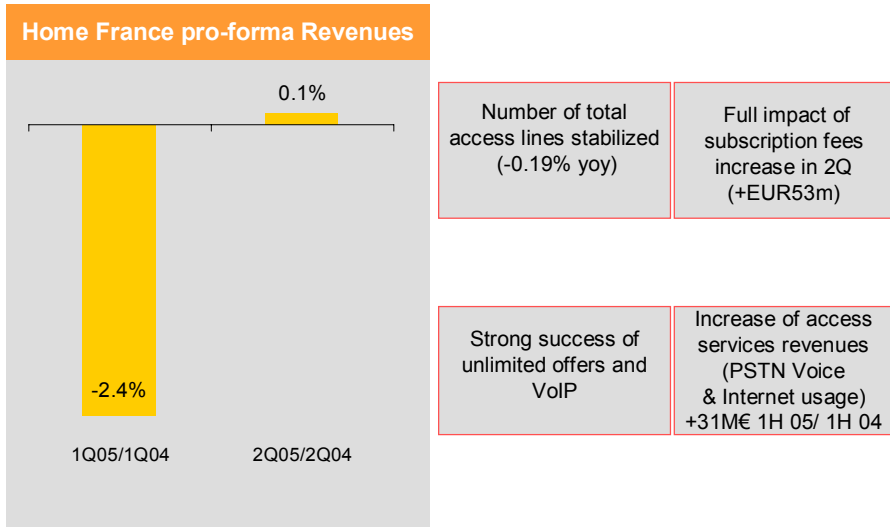 Home France pro-forma Revenues
0.1%
-2.4%
1Q05/1Q04
2Q05/2Q04
Number of total
access lines stabilized
(-0.19% yoy)
Full impact of
subscription fees
increase in 2Q
(+EUR53m)
Strong success of
unlimited offers and
VoIP
Increase of access
services revenues
(PSTN Voice
& Internet usage)
+31M€ 1H 05/ 1H 04